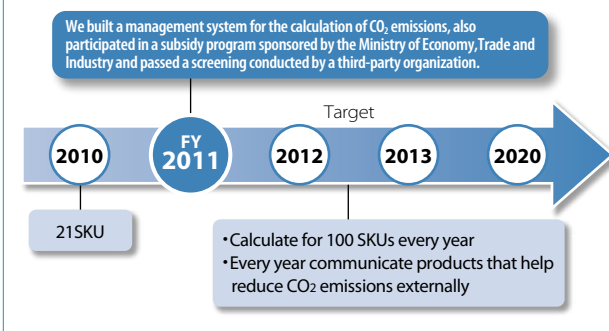 We built a management system for the calculation of CO₂ emissions, also
participated in a subsidy program sponsored by the Ministry of Economy,Trade and
Industry and passed a screening conducted by a third-party organization.
Target
2010
FY
2011
2012
2013
2020
21SKU
•Calculate for 100 SKUs every year
•Every year communicate products that help
reduce CO₂ emissions externally